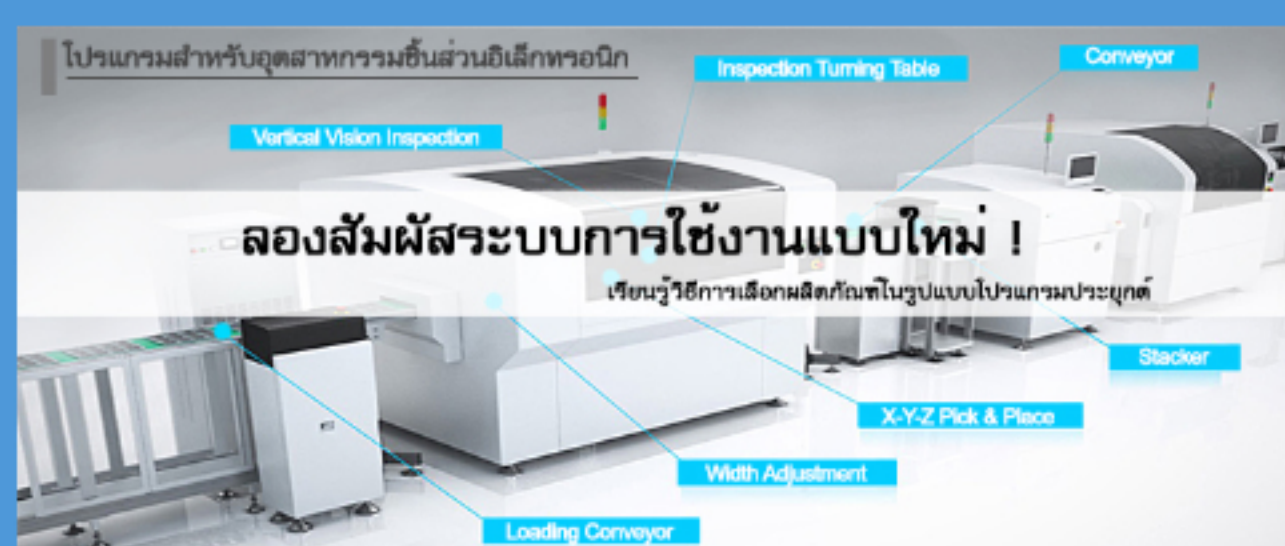 โปรแกรมสำหรับอุตสาหกรรมชิ้นส่วนอิเล็กทรอนิก
Inspection Turning Table
Conveyor
Vertical Vision Inspection
ลองสัมผัสระบบการใช้งานแบบใหม่ !
เรียนรู้วิธีการเลือกผลิตภัณฑ์ในรูปแบบโปรแกรมประยุกต์
Stacker
X-Y-Z Pick & Place
Width Adjustment
Loading Conveyor